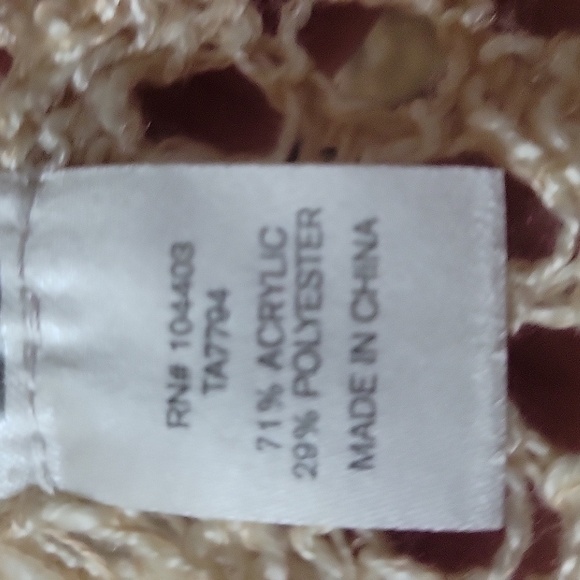 RN# 104403
TA7794
71% ACRYLIC
29% POLYESTER
MADE IN CHINA